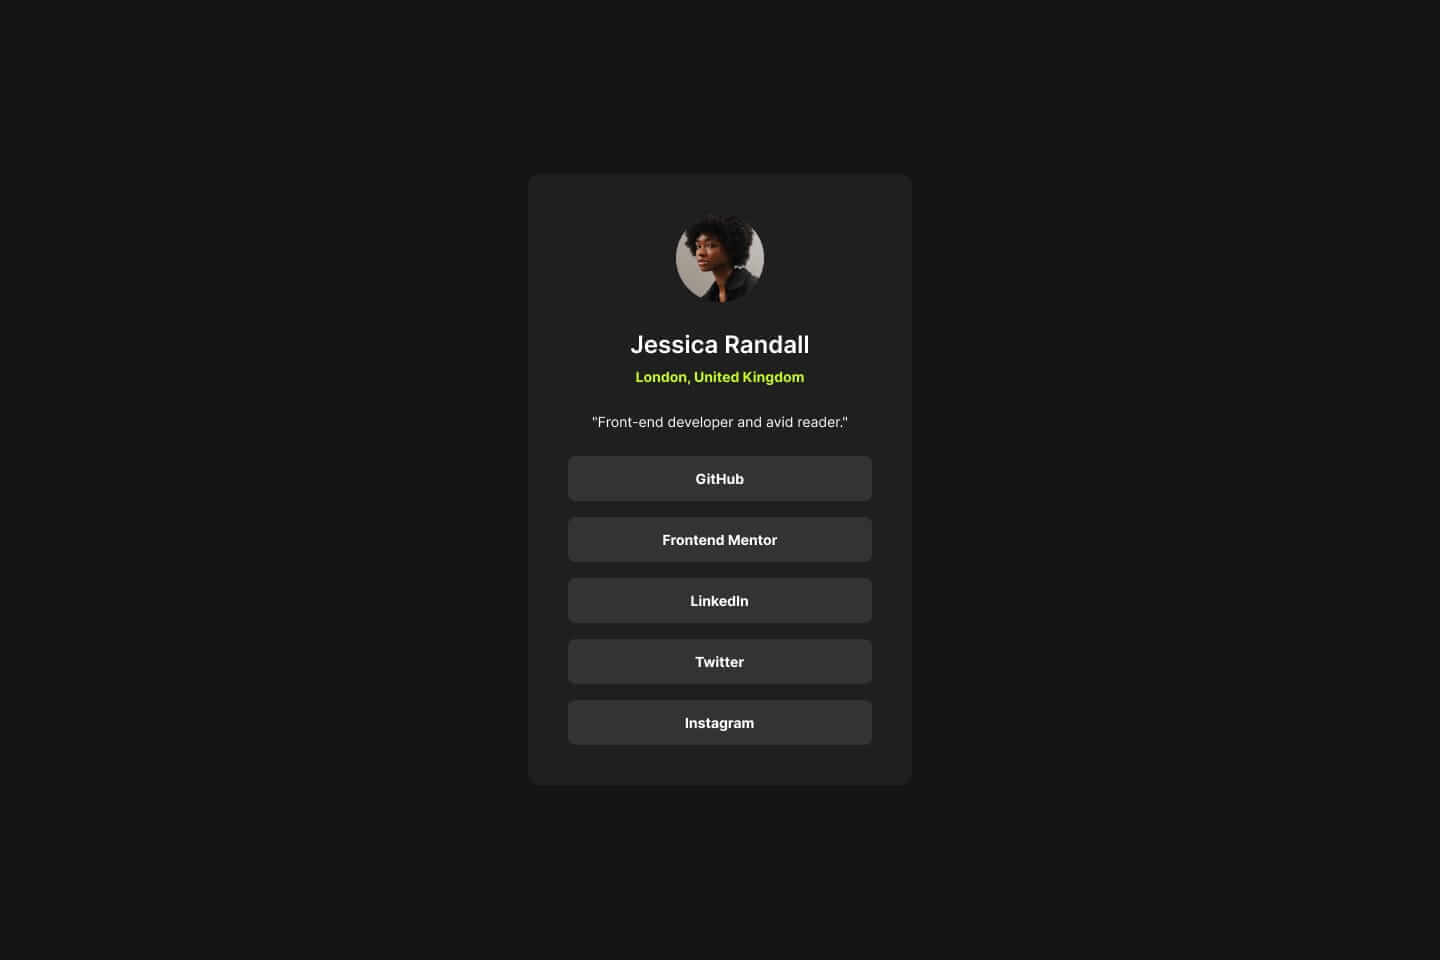 Jessica Randall
London, United Kingdom
"Front-end developer and avid reader."
GitHub
Frontend Mentor
LinkedIn
Twitter
Instagram